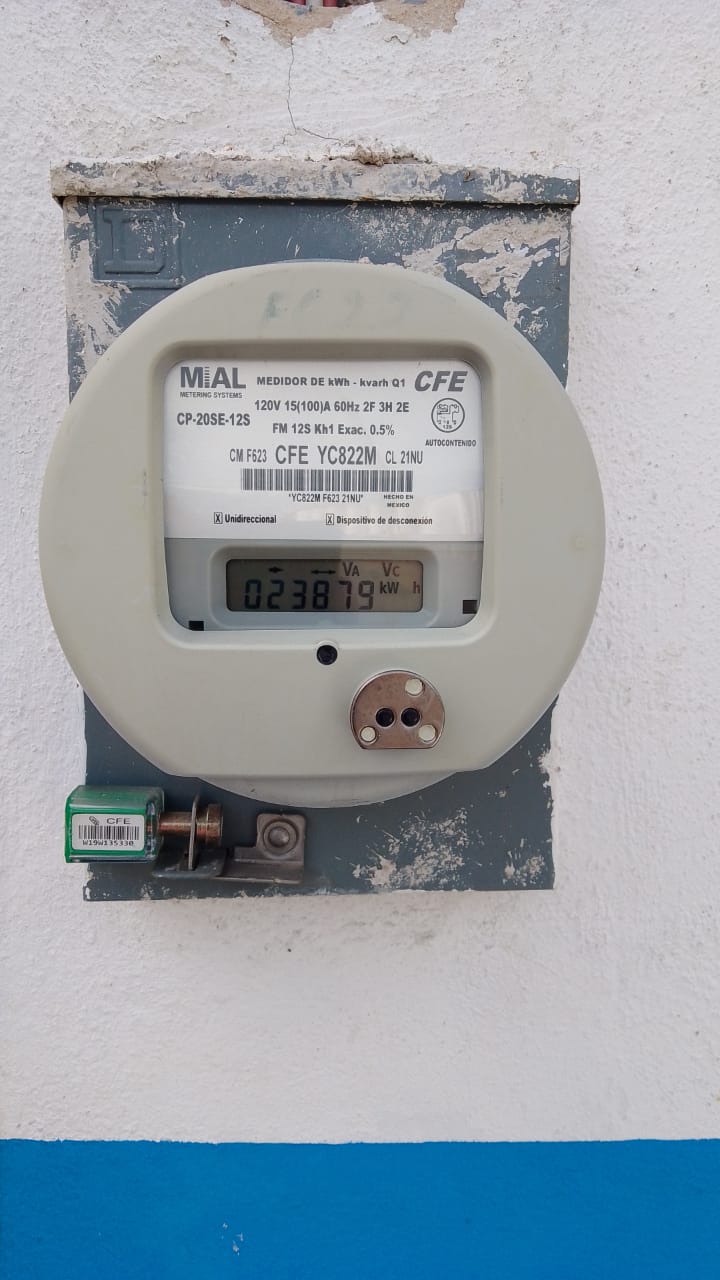 MIAL
METERING SYSTEMS
MEDIDOR DE kWh - kvarh Q1
CFE
CP-20SE-12S
120V 15(100)A 60Hz 2F 3H 2E
FM 12S Kh1 Exac. 0.5%
AUTOCONTENIDO
CM F623 CFE YC822M CL 21NU
*YC822M F623 21NU*
HECHO EN
MEXICO
X Unidireccional
X Dispositivo de desconexión
VA VC
023879 kW h
CFE
W19W135330